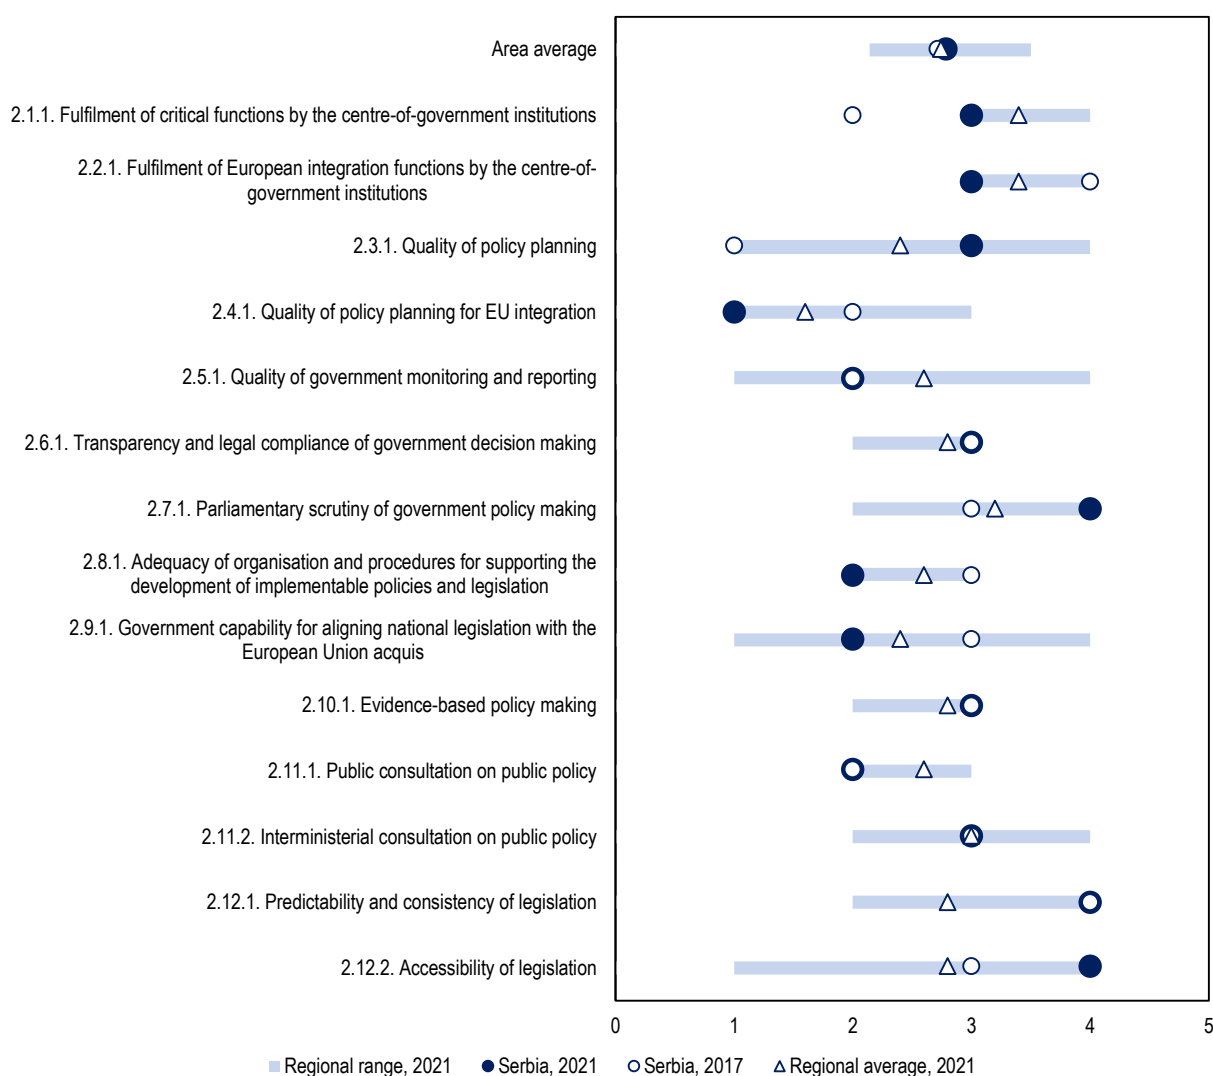 Area average
2.1.1. Fulfilment of critical functions by the centre-of-government institutions
2.2.1. Fulfilment of European integration functions by the centre-of-
government institutions
2.3.1. Quality of policy planning
2.4.1. Quality of policy planning for EU integration
2.5.1. Quality of government monitoring and reporting
2.6.1. Transparency and legal compliance of government decision making
2.7.1. Parliamentary scrutiny of government policy making
2.8.1. Adequacy of organisation and procedures for supporting the
development of implementable policies and legislation
2.9.1. Government capability for aligning national legislation with the
European Union acquis
2.10.1. Evidence-based policy making
2.11.1. Public consultation on public policy
2.11.2. Interministerial consultation on public policy
2.12.1. Predictability and consistency of legislation
2.12.2. Accessibility of legislation
0 1 2 3 4 5
Regional range, 2021 Serbia, 2021 Serbia, 2017 Regional average, 2021